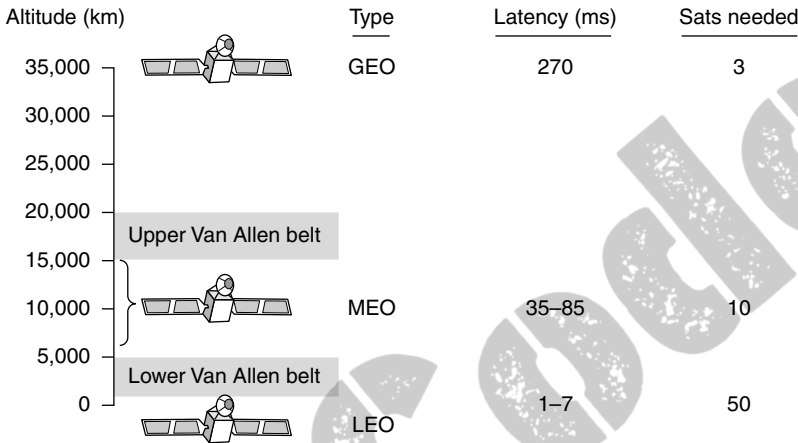 Altitude (km) Type Latency (ms) Sats needed
35,000 GEO 270 3
30,000
25,000
20,000
Upper Van Allen belt
15,000
10,000 MEO 35–85 10
5,000
Lower Van Allen belt
0 1–7 50
LEO